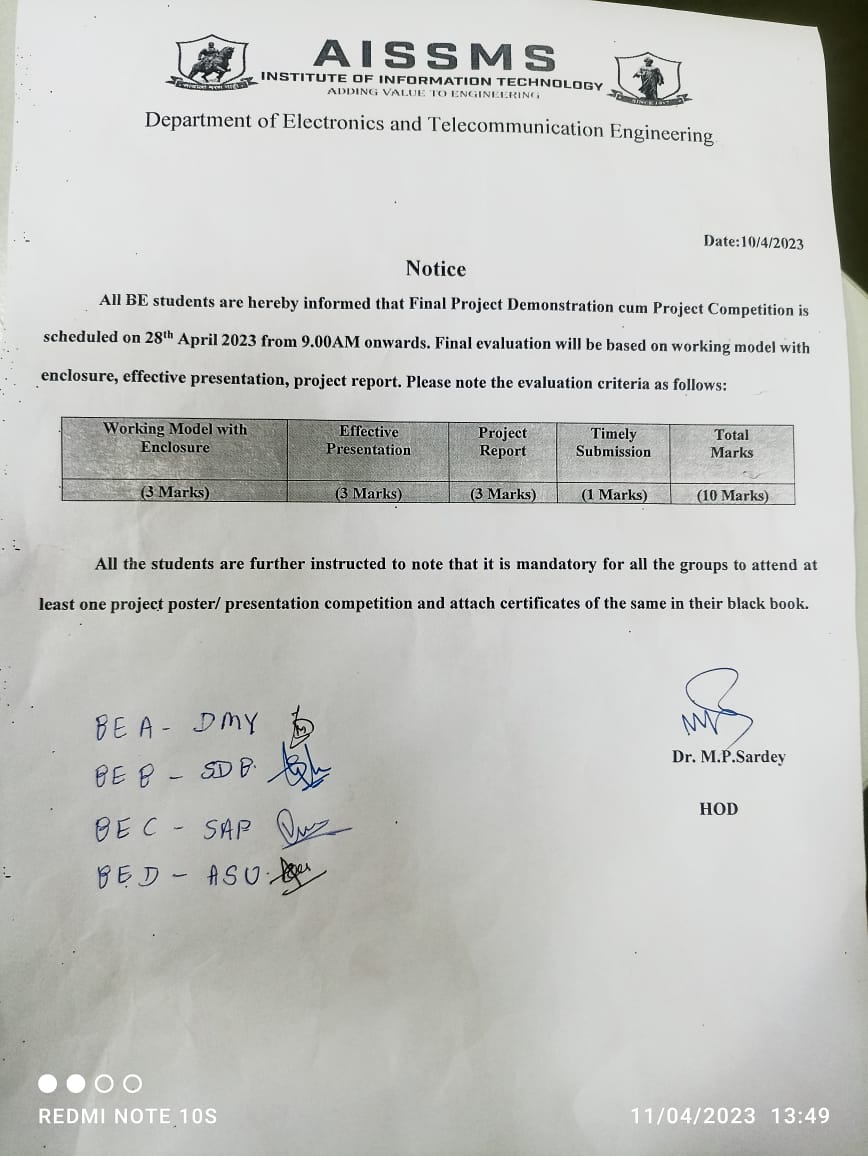 AISSMS
INSTITUTE OF INFORMATION TECHNOLOGY
ADDING VALUE TO ENGINEERING
SINCE 1917
Department of Electronics and Telecommunication Engineering
Date:10/4/2023
Notice
All BE students are hereby informed that Final Project Demonstration cum Project Competition is
scheduled on 28th April 2023 from 9.00AM onwards. Final evaluation will be based on working model with
enclosure, effective presentation, project report. Please note the evaluation criteria as follows:
Working Model with Enclosure | Effective Presentation | Project Report | Timely Submission | Total Marks
(3 Marks) | (3 Marks) | (3 Marks) | (1 Marks) | (10 Marks)
All the students are further instructed to note that it is mandatory for all the groups to attend at
least one project poster/ presentation competition and attach certificates of the same in their black book.
BE A - DMY
BE B - SDB.
BE C - SAP
BE D - ASU.
Dr. M.P.Sardey
HOD
REDMI NOTE 10S
11/04/2023 13:49